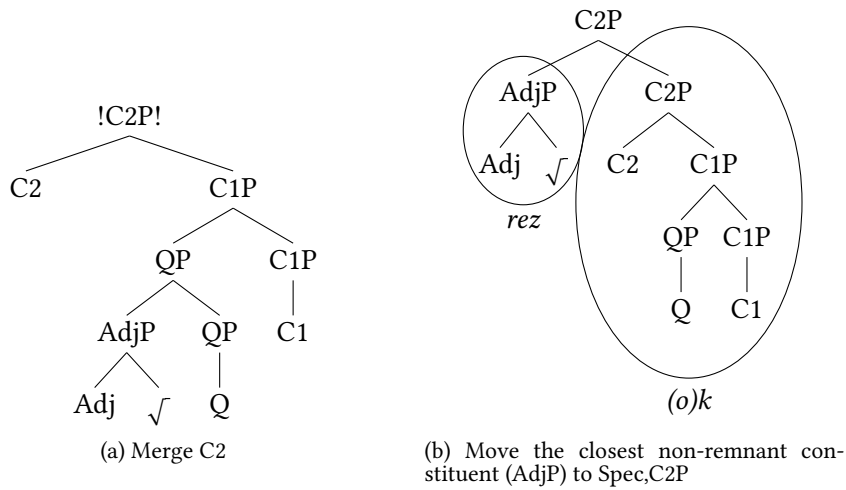 C2P
AdjP C2P
Adj √ C2 C1P
rez
QP C1P
Q C1
(o)k
!C2P!
C2 C1P
QP C1P
AdjP QP C1
Adj √ Q
(a) Merge C2
(b) Move the closest non-remnant con-
stituent (AdjP) to Spec,C2P